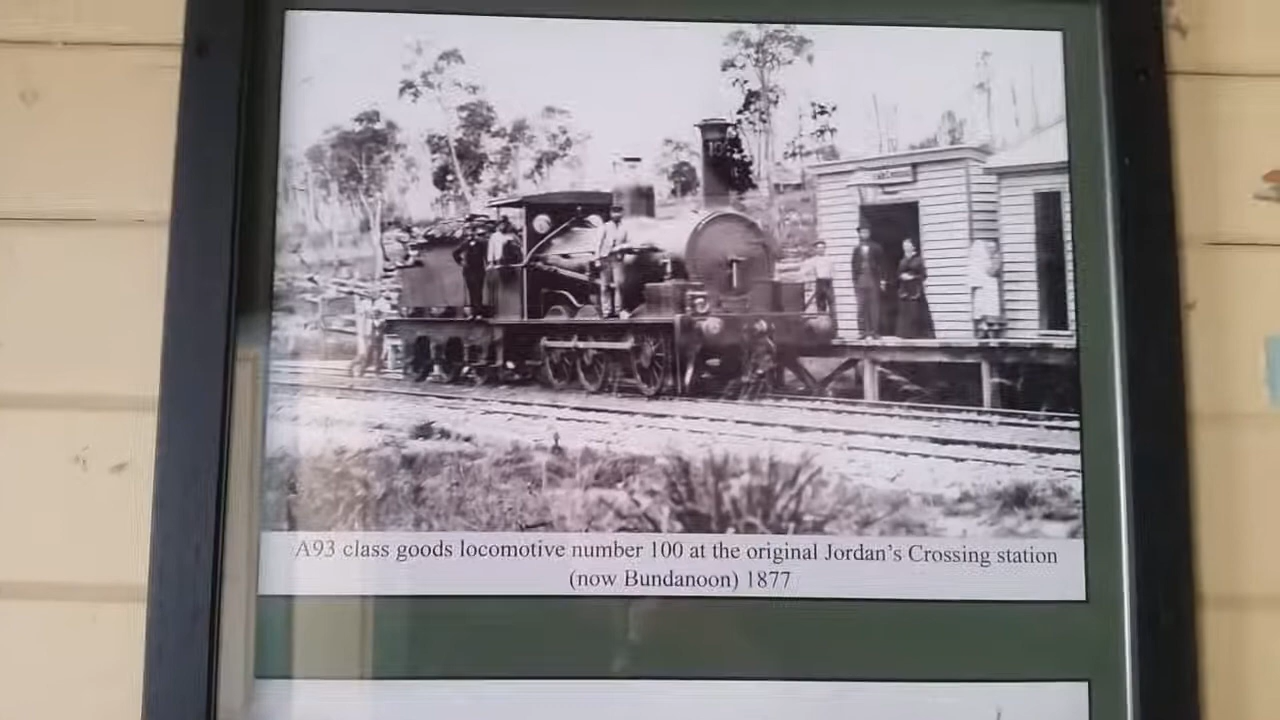 A93 class goods locomotive number 100 at the original Jordan's Crossing station
(now Bundanoon) 1877